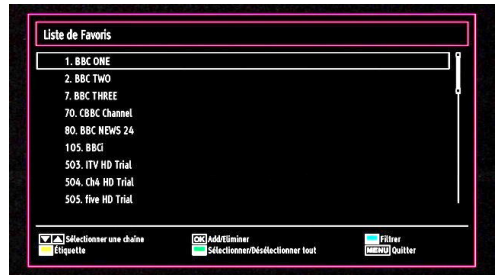 Liste de Favoris
1. BBC ONE
2. BBC TWO
7. BBC THREE
70. CBBC Channel
80. BBC NEWS 24
105. BBCi
503. ITV HD Trial
504. Ch4 HD Trial
505. five HD Trial
Sélectionner une chaine OK Add/Eliminer Filtrer
Étiquette Sélectionner/Désélectionner tout MENU Quitter